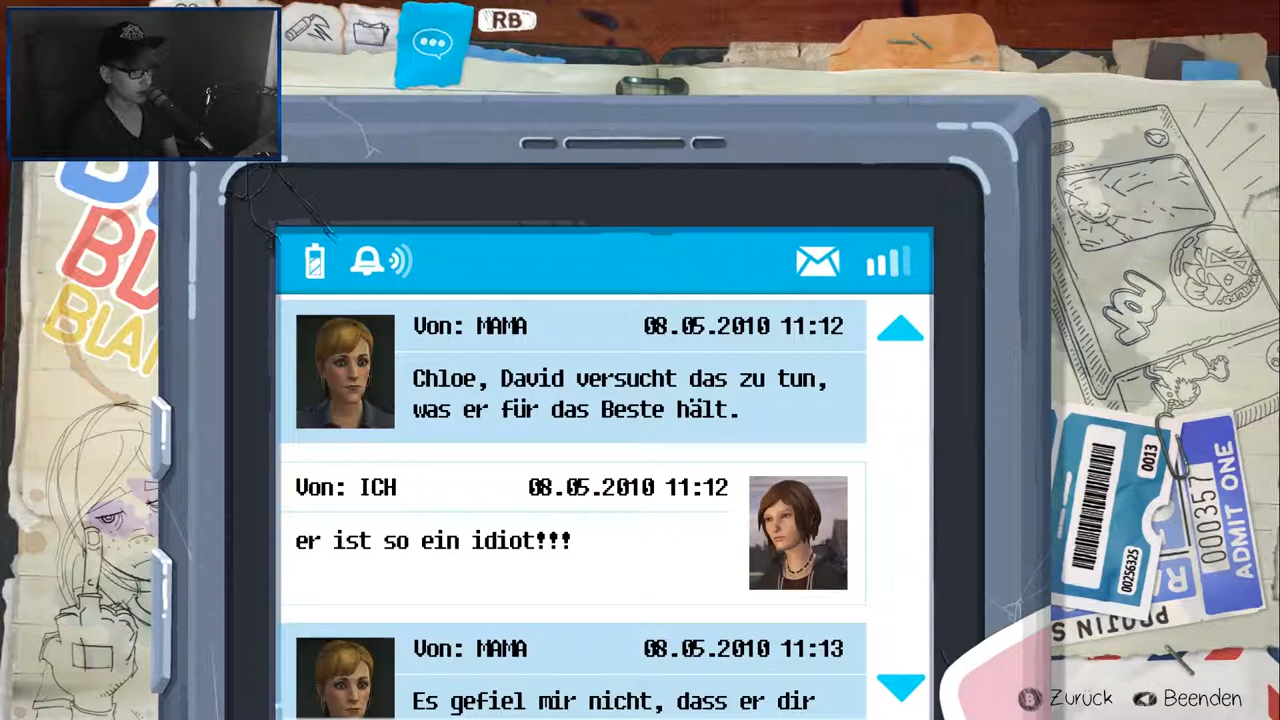 RB
Von: MAMA 08.05.2010 11:12
Chloe, David versucht das zu tun,
was er für das Beste hält.
Von: ICH 08.05.2010 11:12
er ist so ein idiot!!!
Von: MAMA 08.05.2010 11:13
Es gefiel mir nicht, dass er dir
0013
00256325
000357
ADMIT ONE
Zurück
Beenden